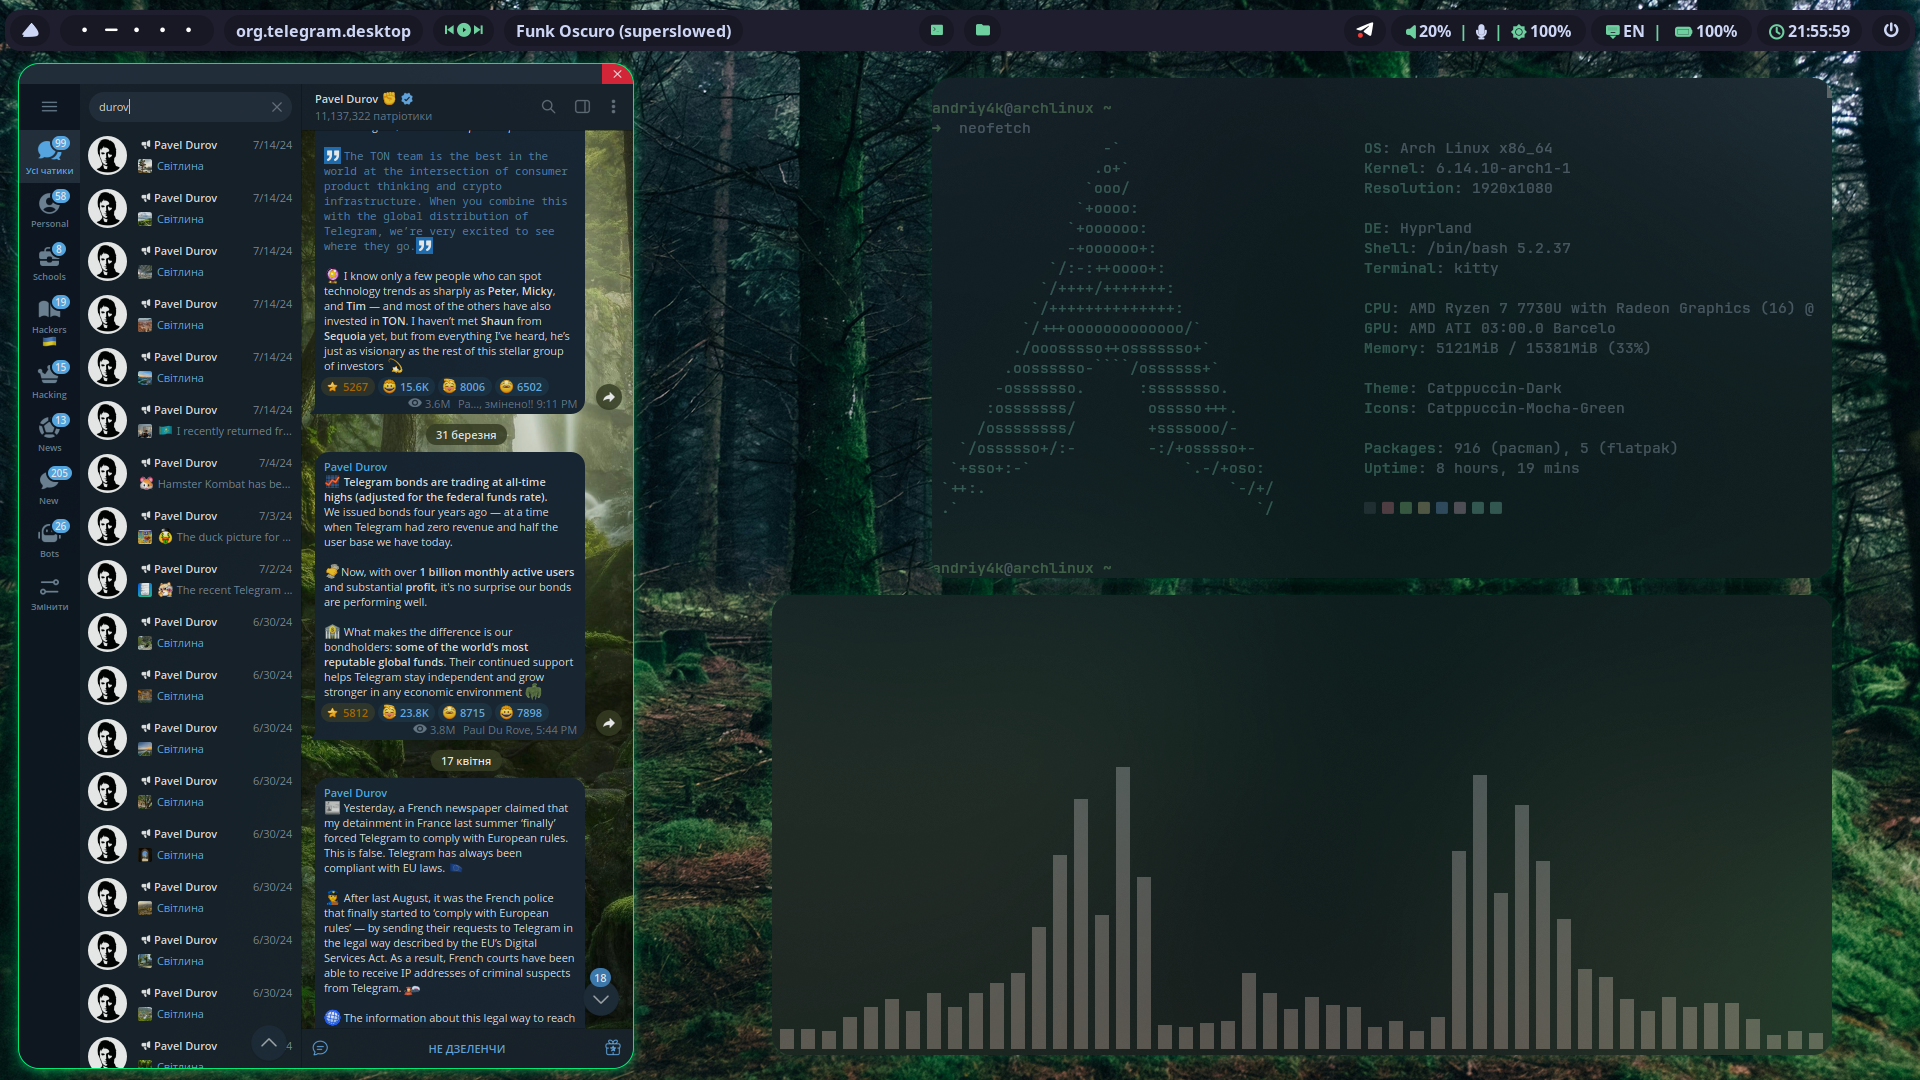 org.telegram.desktop
Funk Oscuro (superslowed)
20% | | 100%
EN | 100%
21:55:59
durov
99
Усі чатики
58
Personal
8
Schools
19
Hackers
15
Hacking
13
News
205
New
26
Bots
Змінити
Pavel Durov 7/14/24
Світлина
Pavel Durov 7/14/24
Світлина
Pavel Durov 7/14/24
Світлина
Pavel Durov 7/14/24
Світлина
Pavel Durov 7/14/24
Світлина
Pavel Durov 7/14/24
I recently returned fr...
Pavel Durov 7/4/24
Hamster Kombat has be...
Pavel Durov 7/3/24
The duck picture for ...
Pavel Durov 7/2/24
The recent Telegram ...
Pavel Durov 6/30/24
Світлина
Pavel Durov 6/30/24
Світлина
Pavel Durov 6/30/24
Світлина
Pavel Durov 6/30/24
Світлина
Pavel Durov 6/30/24
Світлина
Pavel Durov 6/30/24
Світлина
Pavel Durov 6/30/24
Світлина
Pavel Durov 6/30/24
Світлина
Pavel Durov 4
Світлина
Pavel Durov
11,137,322 патріотики
The TON team is the best in the
world at the intersection of consumer
product thinking and crypto
infrastructure. When you combine this
with the global distribution of
Telegram, we're very excited to see
where they go.
I know only a few people who can spot
technology trends as sharply as Peter, Micky,
and Tim — and most of the others have also
invested in TON. I haven't met Shaun from
Sequoia yet, but from everything I've heard, he's
just as visionary as the rest of this stellar group
of investors
5267 15.6K 8006 6502
3.6M Pa..., змінено!! 9:11 PM
31 березня
Pavel Durov
Telegram bonds are trading at all-time
highs (adjusted for the federal funds rate).
We issued bonds four years ago — at a time
when Telegram had zero revenue and half the
user base we have today.
Now, with over 1 billion monthly active users
and substantial profit, it's no surprise our bonds
are performing well.
What makes the difference is our
bondholders: some of the world's most
reputable global funds. Their continued support
helps Telegram stay independent and grow
stronger in any economic environment
5812 23.8K 8715 7898
3.8M Paul Du Rove, 5:44 PM
17 квітня
Pavel Durov
Yesterday, a French newspaper claimed that
my detainment in France last summer ‘finally’
forced Telegram to comply with European rules.
This is false. Telegram has always been
compliant with EU laws.
After last August, it was the French police
that finally started to ‘comply with European
rules’ — by sending their requests to Telegram in
the legal way described by the EU's Digital
Services Act. As a result, French courts have been
able to receive IP addresses of criminal suspects
from Telegram.
18
The information about this legal way to reach
НЕ ДЗЕЛЕНЧИ
andriy4k@archlinux ~
➜ neofetch
-`
.o+`
`ooo/
`+oooo:
`+oooooo:
-+oooooo+:
`/:-:++oooo+:
`/++++/+++++++:
`/++++++++++++++:
`/+++ooooooooooooo/`
./ooosssso++osssssso+`
.oossssso-````/ossssss+`
-osssssso. :ssssssso.
:osssssss/ osssso+++.
/ossssssss/ +ssssooo/-
`/ossssso+/:- -:/+osssso+-
`+sso+:-` `.-/+oso:
`++:. `-/+/
.` `/
OS: Arch Linux x86_64
Kernel: 6.14.10-arch1-1
Resolution: 1920x1080
DE: Hyprland
Shell: /bin/bash 5.2.37
Terminal: kitty
CPU: AMD Ryzen 7 7730U with Radeon Graphics (16) @
GPU: AMD ATI 03:00.0 Barcelo
Memory: 5121MiB / 15381MiB (33%)
Theme: Catppuccin-Dark
Icons: Catppuccin-Mocha-Green
Packages: 916 (pacman), 5 (flatpak)
Uptime: 8 hours, 19 mins
andriy4k@archlinux ~